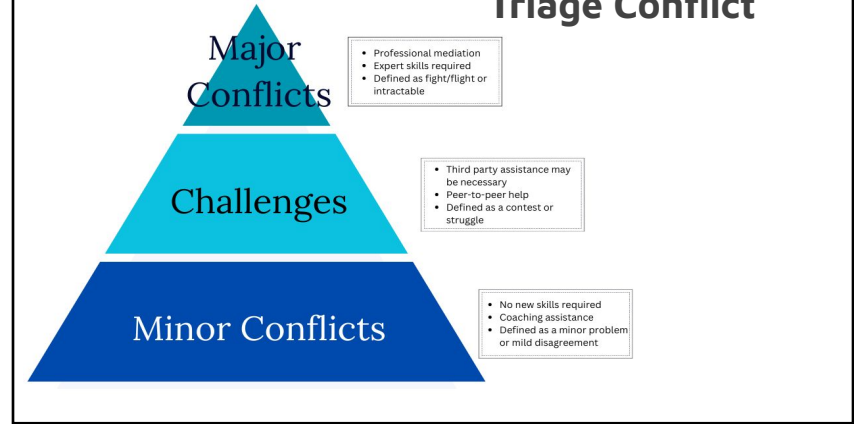 Triage Conflict
Major
Conflicts
• Professional mediation
• Expert skills required
• Defined as fight/flight or
intractable
Challenges
• Third party assistance may
be necessary
• Peer-to-peer help
• Defined as a contest or
struggle
Minor Conflicts
• No new skills required
• Coaching assistance
• Defined as a minor problem
or mild disagreement